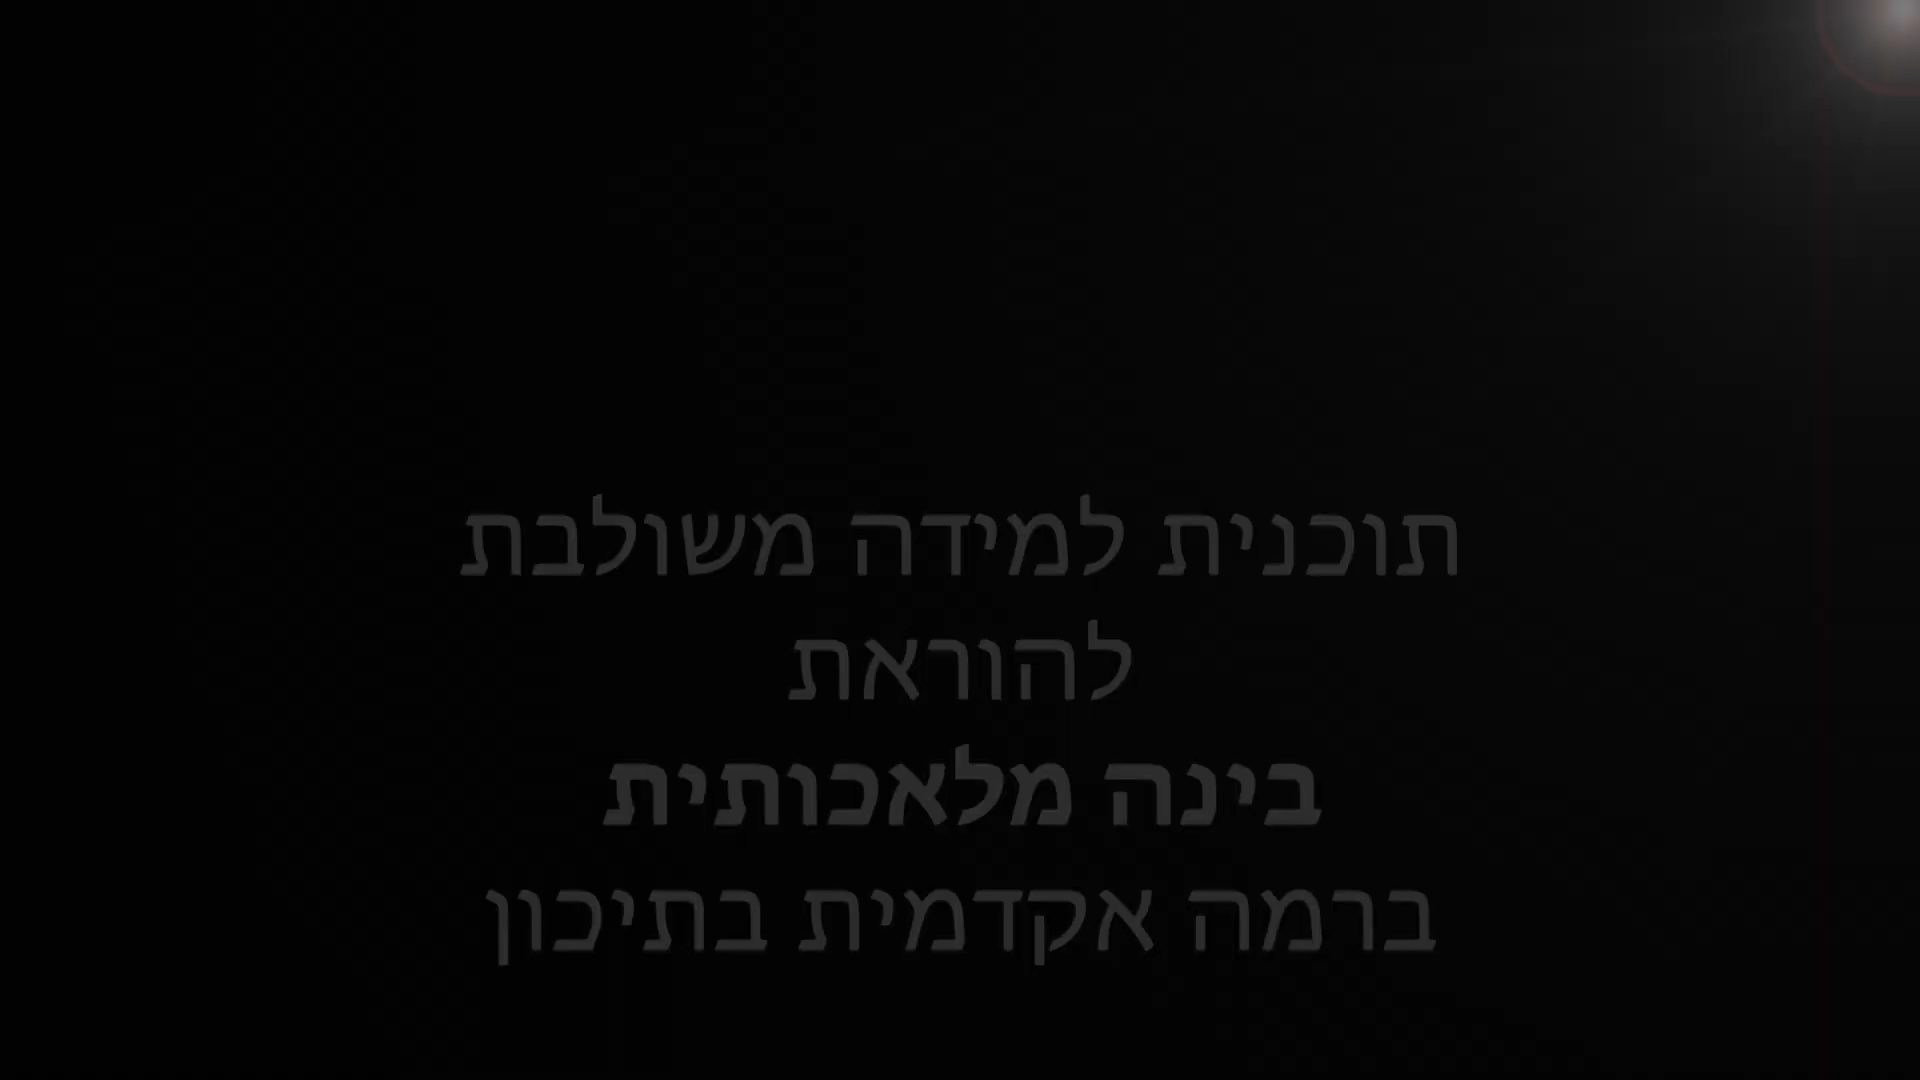 תוכנית למידה משולבת
להוראת
בינה מלאכותית
ברמה אקדמית בתיכון